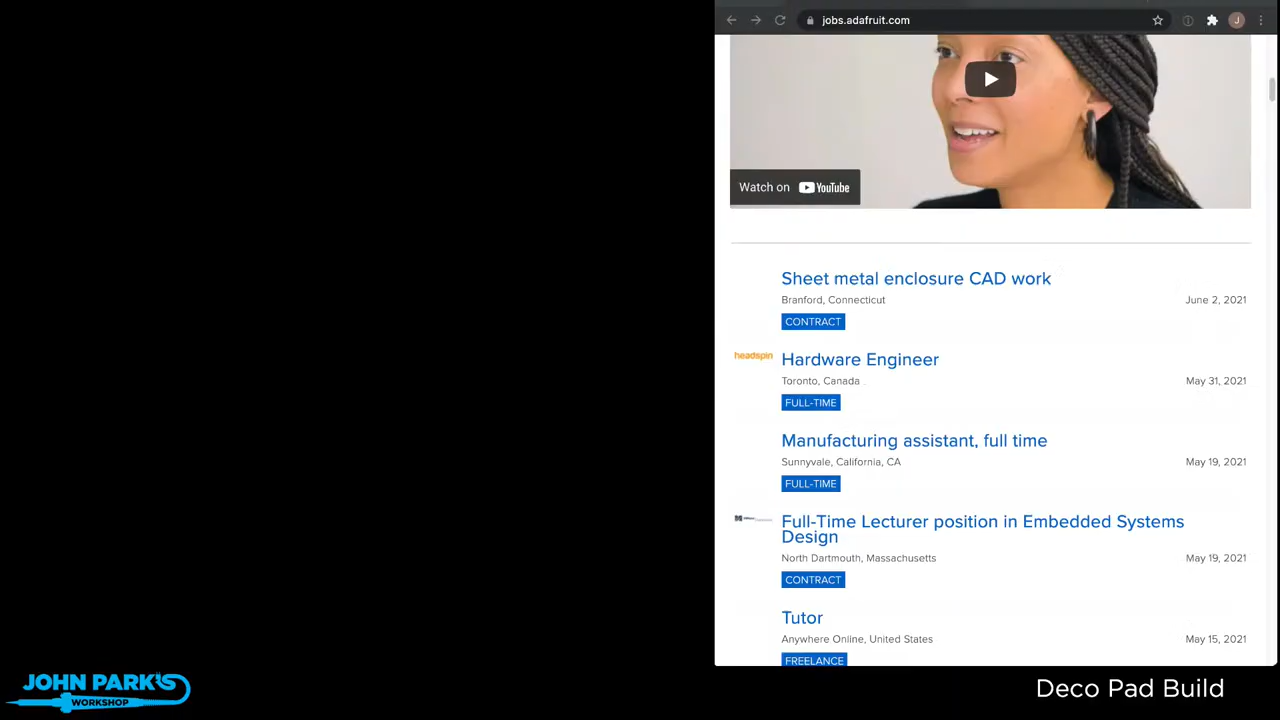 jobs.adafruit.com
J
Watch on YouTube
Sheet metal enclosure CAD work
Branford, Connecticut
June 2, 2021
CONTRACT
headspin
Hardware Engineer
Toronto, Canada
May 31, 2021
FULL-TIME
Manufacturing assistant, full time
Sunnyvale, California, CA
May 19, 2021
FULL-TIME
Full-Time Lecturer position in Embedded Systems
Design
North Dartmouth, Massachusetts
May 19, 2021
CONTRACT
Tutor
Anywhere Online, United States
May 15, 2021
FREELANCE
JOHN PARK'S
WORKSHOP
Deco Pad Build